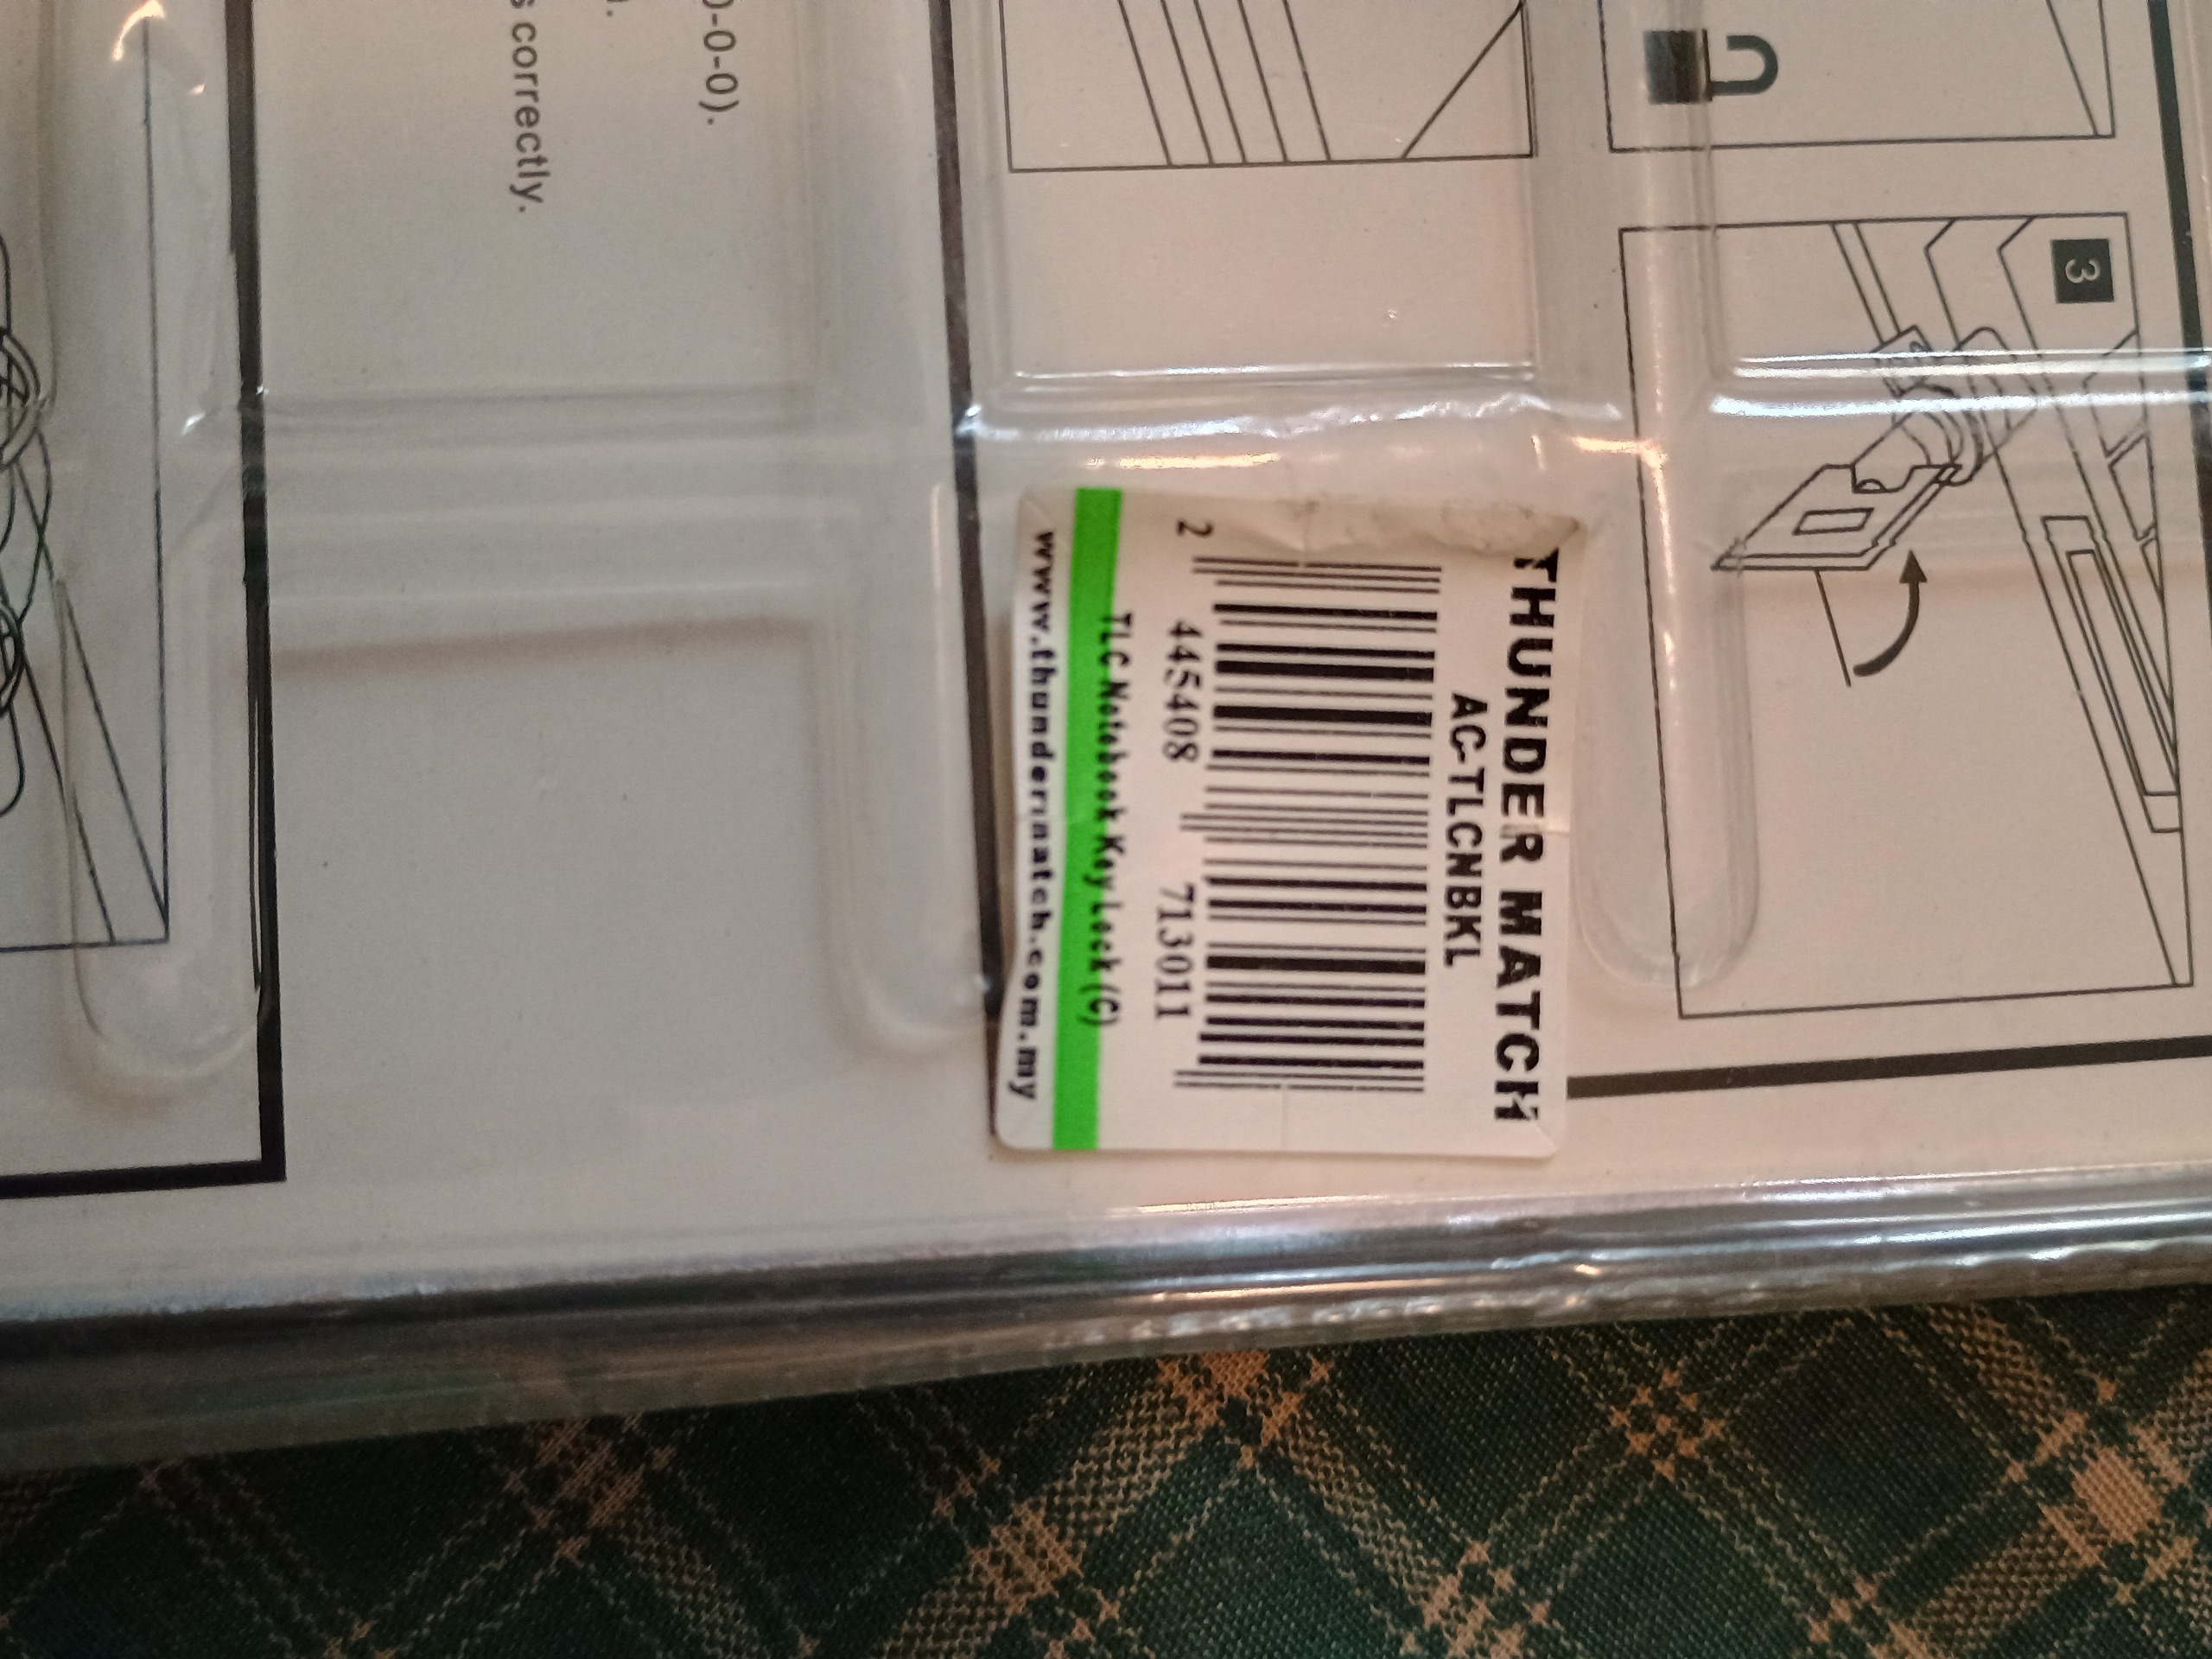 0-0-0).
correctly.
3
THUNDER MATCH
AC-TLCNBKL
2 445408 713011
TLC Notebook Key Lock (C)
www.thundermatch.com.my